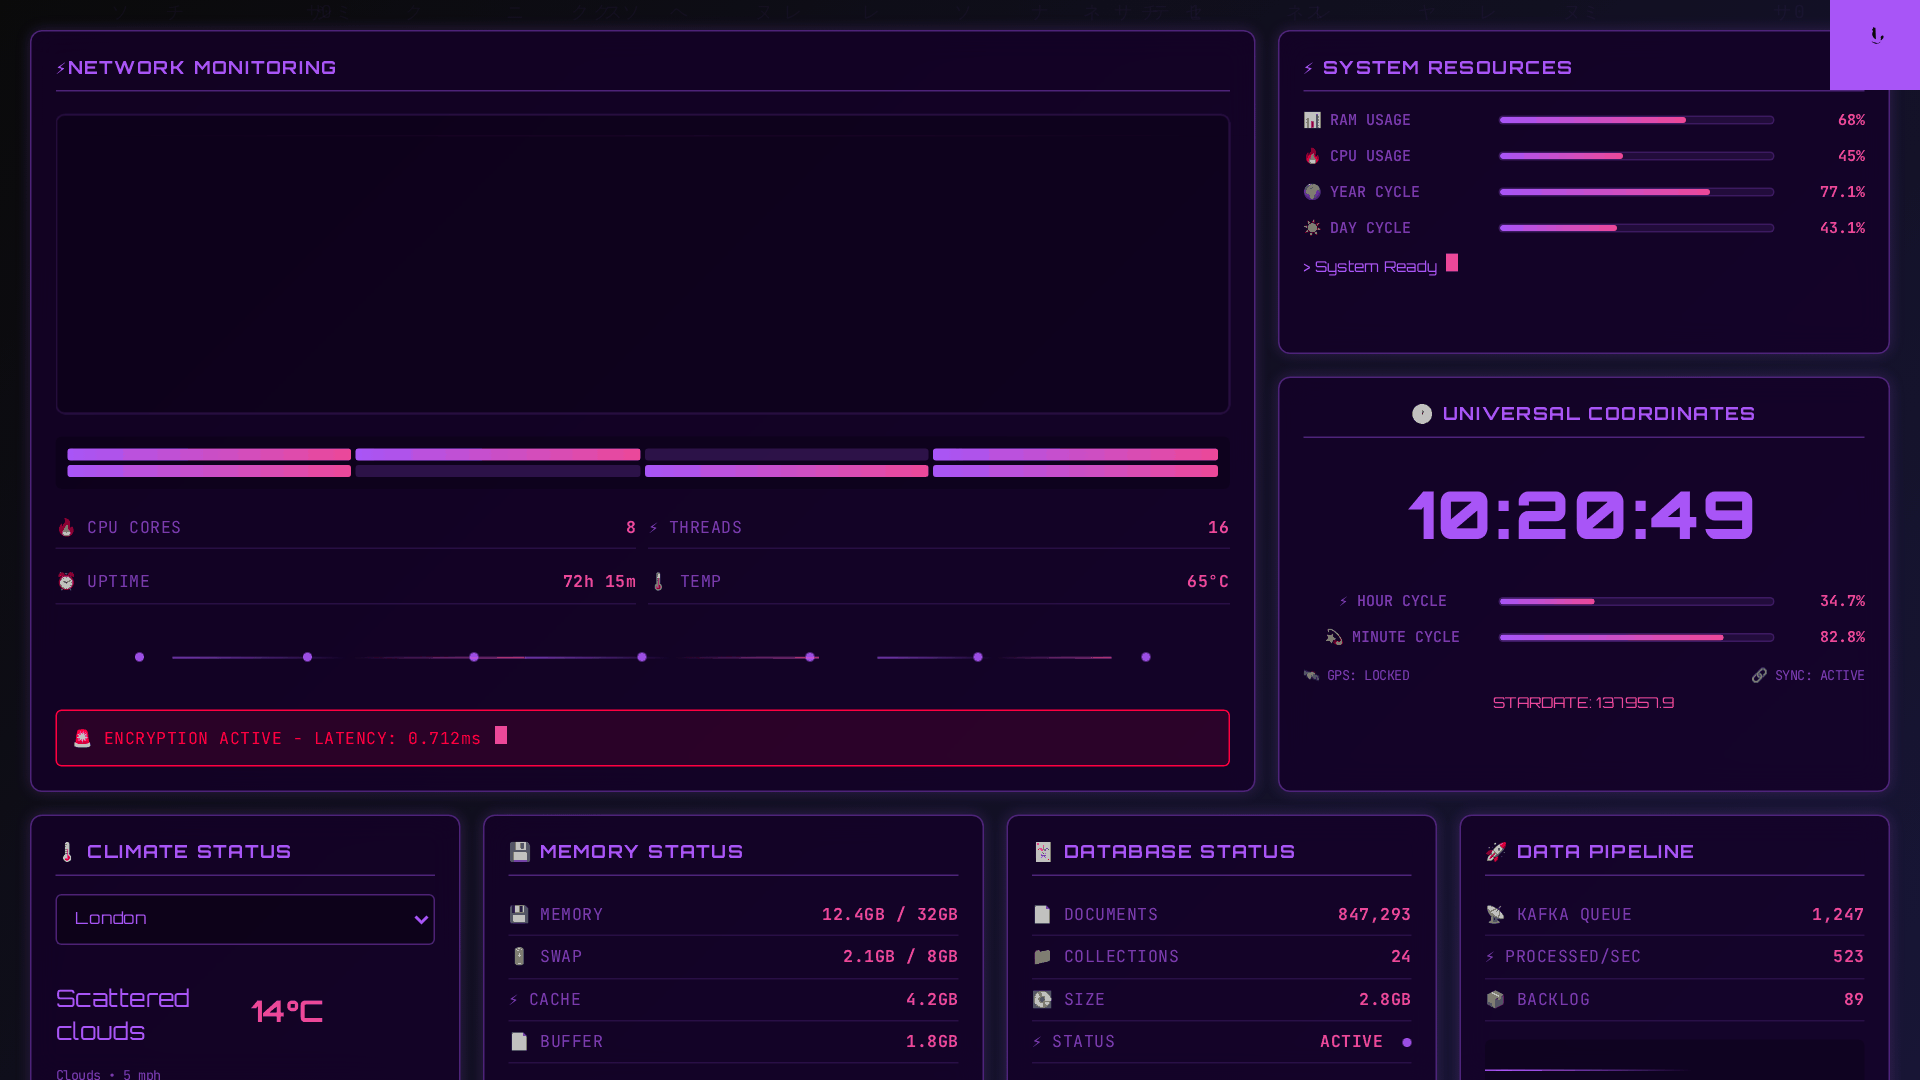 ⚡NETWORK MONITORING
🔥 CPU CORES 8
⚡ THREADS 16
⏰ UPTIME 72h 15m
🌡️ TEMP 65°C
🚨 ENCRYPTION ACTIVE - LATENCY: 0.712ms
⚡ SYSTEM RESOURCES
📊 RAM USAGE 68%
🔥 CPU USAGE 45%
🌍 YEAR CYCLE 77.1%
☀️ DAY CYCLE 43.1%
> System Ready
🕐 UNIVERSAL COORDINATES
10:20:49
⚡ HOUR CYCLE 34.7%
💫 MINUTE CYCLE 82.8%
🛰️ GPS: LOCKED
🔗 SYNC: ACTIVE
STARDATE: 137957.9
🌡️ CLIMATE STATUS
London
Scattered
clouds
14°C
Clouds • 5 mph
💾 MEMORY STATUS
💾 MEMORY 12.4GB / 32GB
🔋 SWAP 2.1GB / 8GB
⚡ CACHE 4.2GB
📄 BUFFER 1.8GB
🃏 DATABASE STATUS
📄 DOCUMENTS 847,293
📁 COLLECTIONS 24
💽 SIZE 2.8GB
⚡ STATUS ACTIVE
🚀 DATA PIPELINE
📡 KAFKA QUEUE 1,247
⚡ PROCESSED/SEC 523
📦 BACKLOG 89